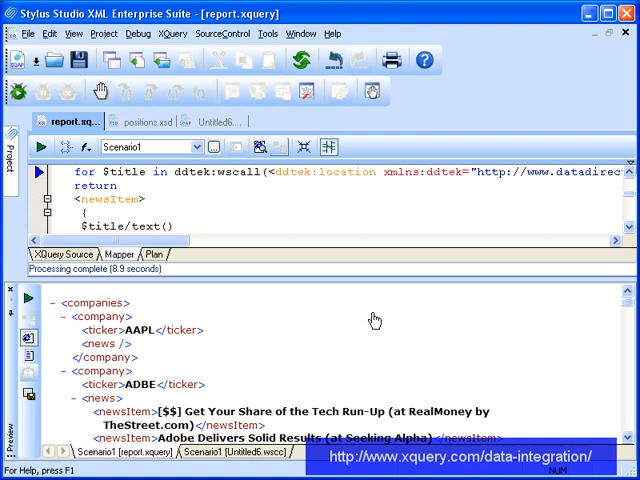 Stylus Studio XML Enterprise Suite - [report.xquery]
File Edit View Project Debug XQuery SourceControl Tools Window Help
SOAP
report.xq... positions.xsd SOAP Untitled6....
Scenario1 ...
Project
for $title in ddtek:wscall(<ddtek:location xmlns:ddtek="http://www.datadirec
return
<newsItem>
{
$title/text()
XQuery Source Mapper Plan
Processing complete (8.9 seconds)
- <companies>
- <company>
<ticker>AAPL</ticker>
<news />
</company>
- <company>
<ticker>ADBE</ticker>
- <news>
<newsItem>[$$] Get Your Share of the Tech Run-Up (at RealMoney by
TheStreet.com)</newsItem>
<newsItem>Adobe Delivers Solid Results (at Seeking Alpha)</newsItem>
Preview
Scenario1 [report.xquery] Scenario1 [Untitled6.wscc]
http://www.xquery.com/data-integration/
For Help, press F1
NUM